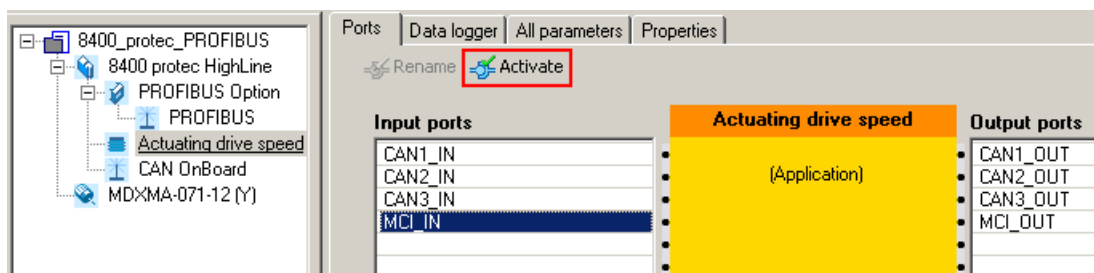 8400_protec_PROFIBUS
8400 protec HighLine
PROFIBUS Option
PROFIBUS
Actuating drive speed
CAN OnBoard
MDXMA-071-12 (Y)
Ports Data logger All parameters Properties
Rename Activate
Input ports
CAN1_IN
CAN2_IN
CAN3_IN
MCI_IN
Actuating drive speed
(Application)
Output ports
CAN1_OUT
CAN2_OUT
CAN3_OUT
MCI_OUT